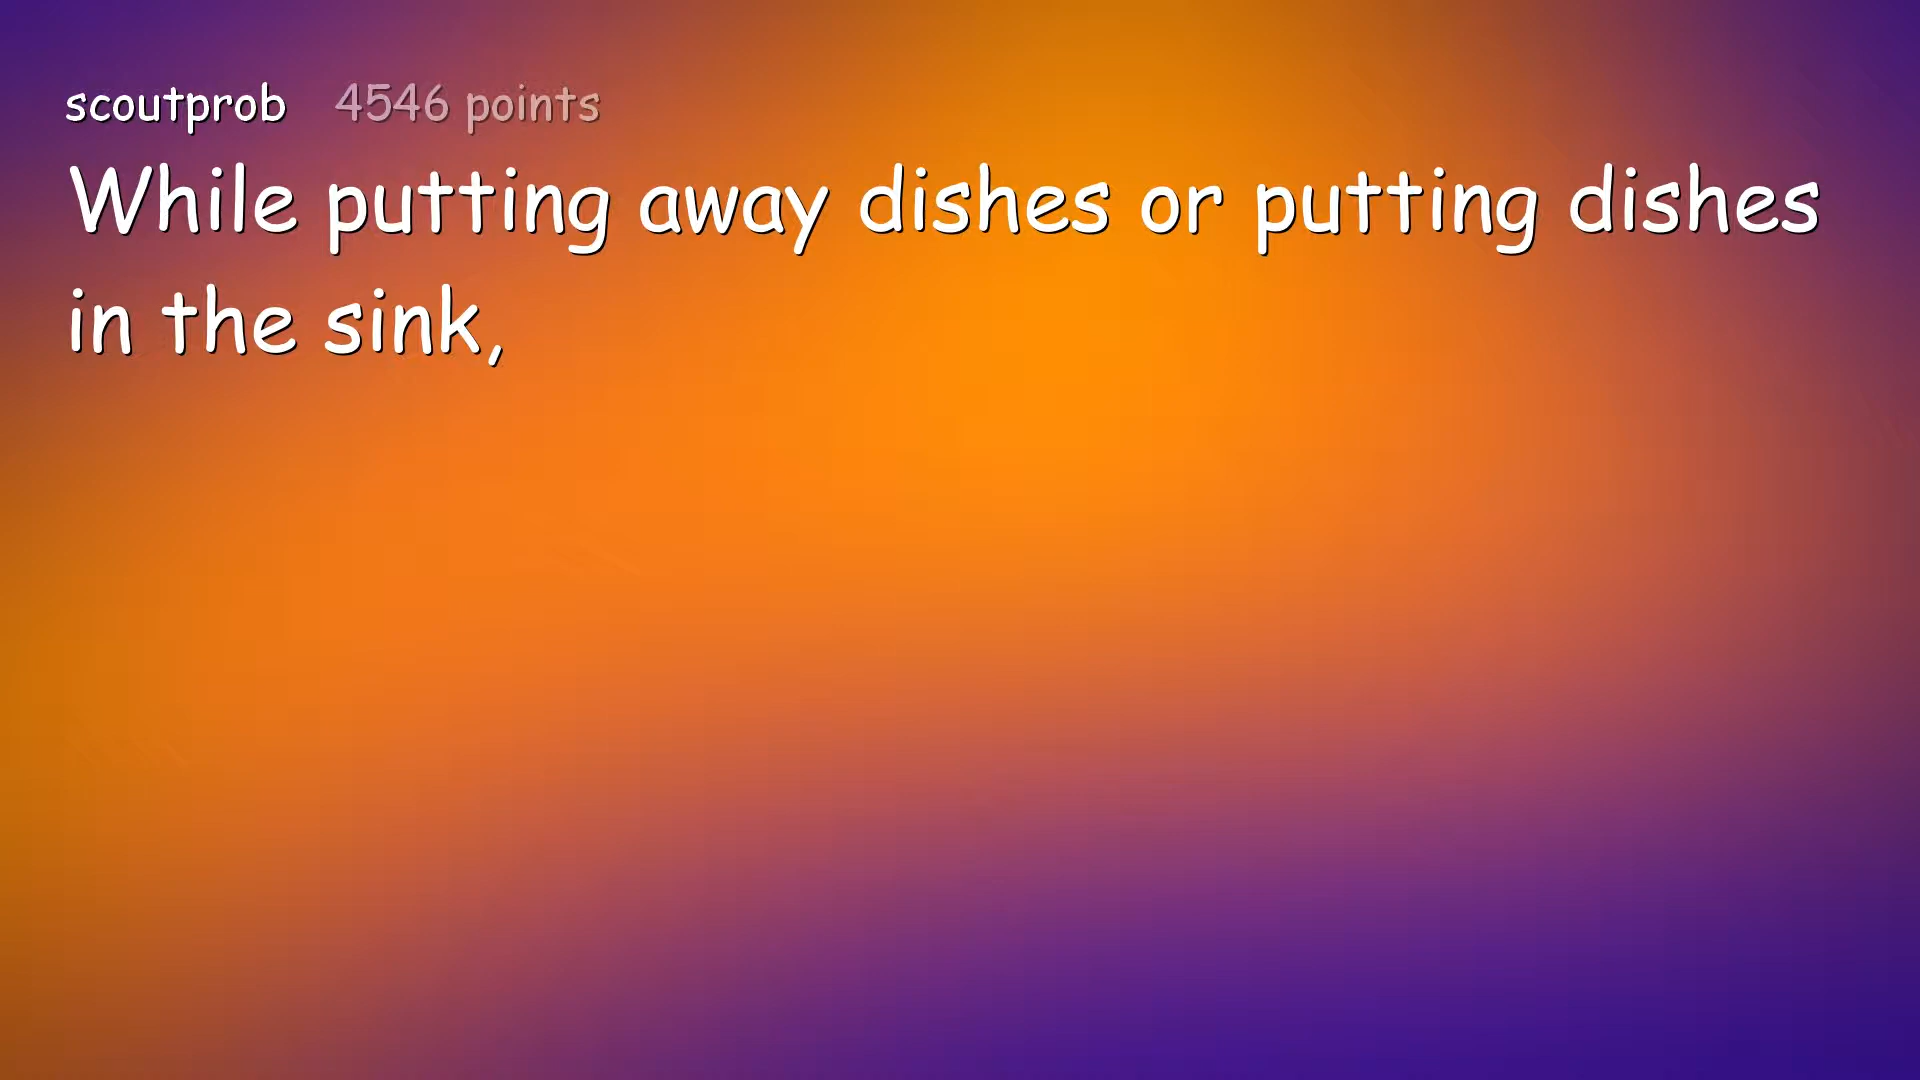 scoutprob 4546 points
While putting away dishes or putting dishes
in the sink,